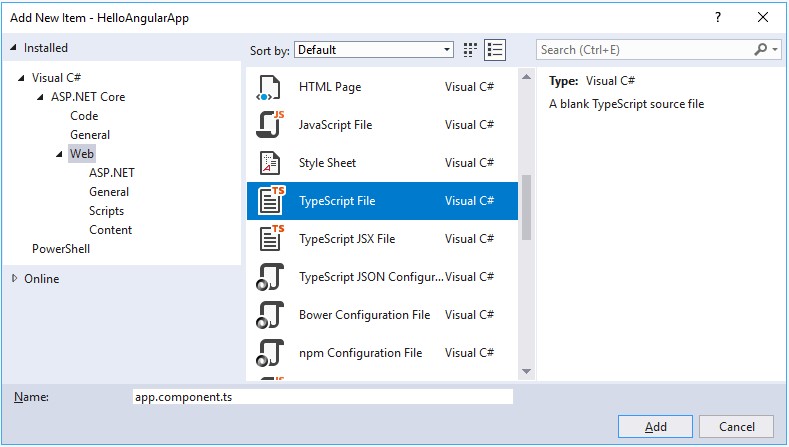 Add New Item - HelloAngularApp
Installed
Sort by: Default
Search (Ctrl+E)
Visual C#
ASP.NET Core
Code
General
Web
ASP.NET
General
Scripts
Content
PowerShell
Online
HTML Page Visual C#
JS
JavaScript File Visual C#
Style Sheet Visual C#
TS
TypeScript File Visual C#
TS
TypeScript JSX File Visual C#
TypeScript JSON Configur... Visual C#
Bower Configuration File Visual C#
npm Configuration File Visual C#
Type: Visual C#
A blank TypeScript source file
Name: app.component.ts
Add Cancel